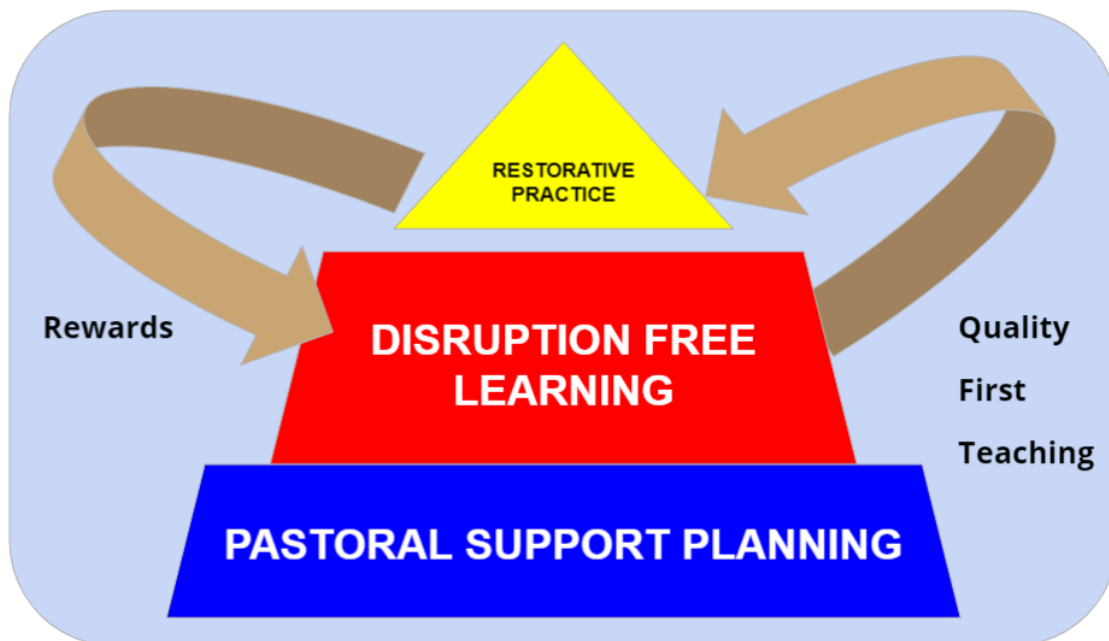 RESTORATIVE
PRACTICE
DISRUPTION FREE
LEARNING
Rewards
Quality
First
Teaching
PASTORAL SUPPORT PLANNING